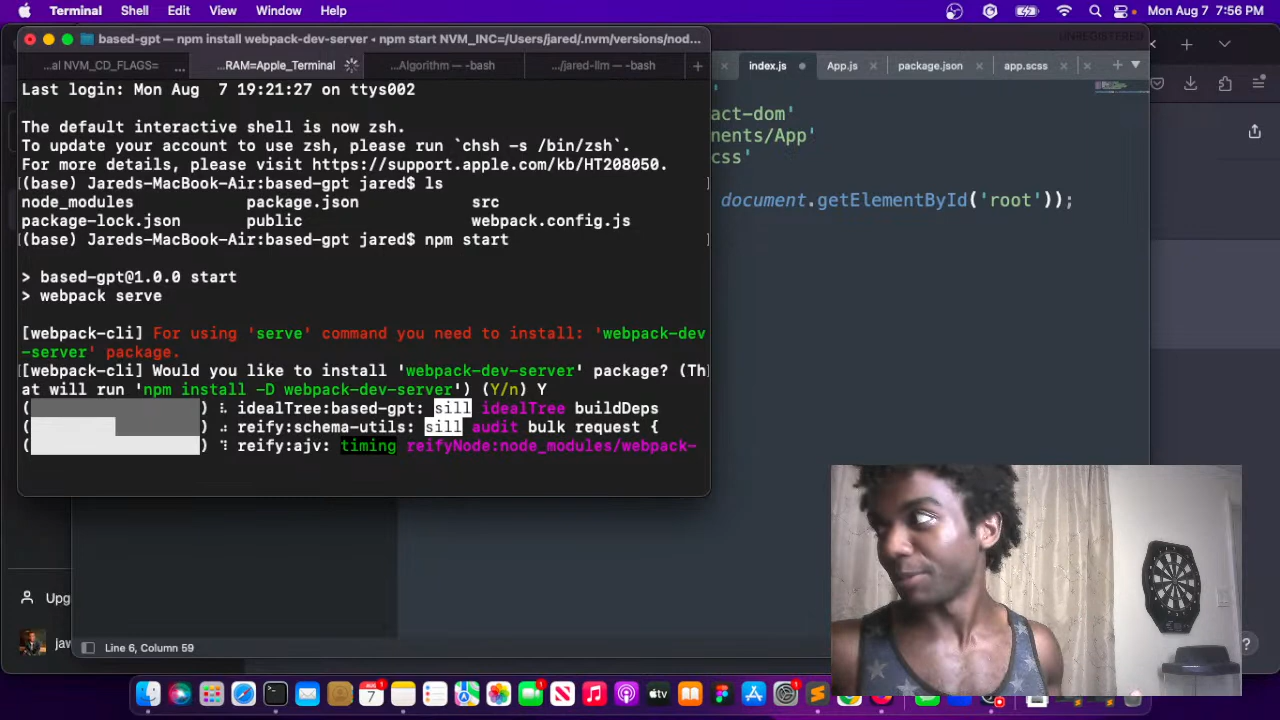 Terminal Shell Edit View Window Help
Mon Aug 7 7:56 PM
based-gpt — npm install webpack-dev-server ◂ npm start NVM_INC=/Users/jared/.nvm/versions/nod...
...al NVM_CD_FLAGS= ...
...RAM=Apple_Terminal
...Algorithm — -bash
.../jared-llm — -bash
UNREGISTERED
index.js
App.js
package.json
app.scss
Last login: Mon Aug 7 19:21:27 on ttys002
The default interactive shell is now zsh.
To update your account to use zsh, please run `chsh -s /bin/zsh`.
For more details, please visit https://support.apple.com/kb/HT208050.
(base) Jareds-MacBook-Air:based-gpt jared$ ls
node_modules package.json src
package-lock.json public webpack.config.js
(base) Jareds-MacBook-Air:based-gpt jared$ npm start
> based-gpt@1.0.0 start
> webpack serve
[webpack-cli] For using 'serve' command you need to install: 'webpack-dev
-server' package.
[webpack-cli] Would you like to install 'webpack-dev-server' package? (Th
at will run 'npm install -D webpack-dev-server') (Y/n) Y
( ) ⠧ idealTree:based-gpt: sill idealTree buildDeps
( ) ⠴ reify:schema-utils: sill audit bulk request {
( ) ⠹ reify:ajv: timing reifyNode:node_modules/webpack-
'
act-dom'
nents/App'
css'
document.getElementById('root'));
Upg
jav
Line 6, Column 59
?